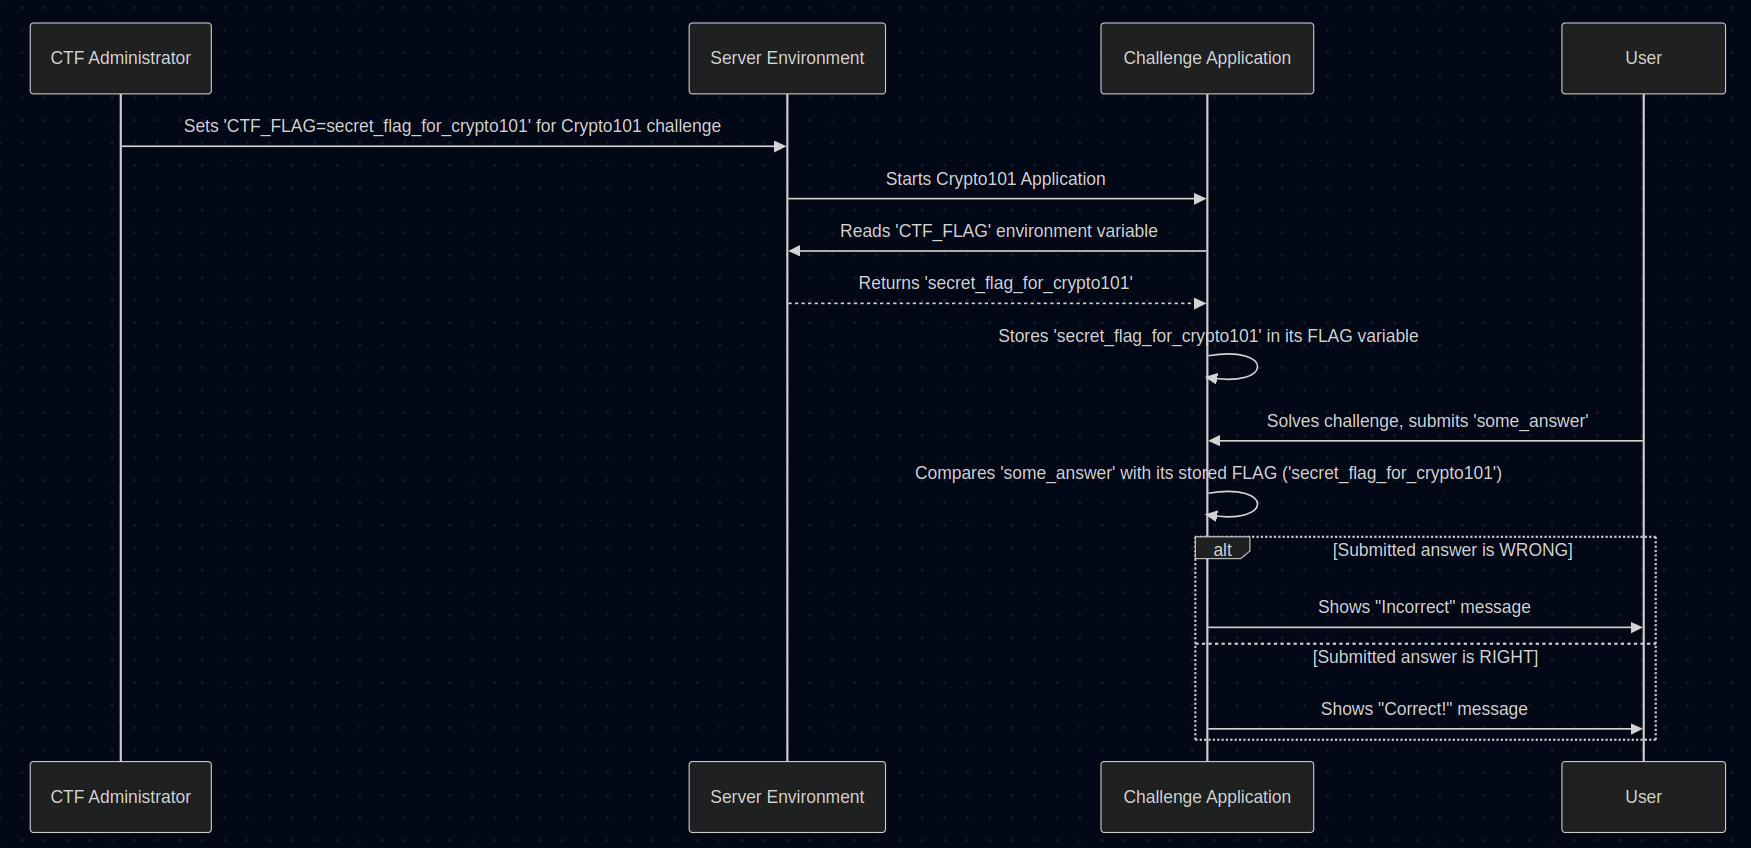 CTF Administrator
Server Environment
Challenge Application
User
Sets 'CTF_FLAG=secret_flag_for_crypto101' for Crypto101 challenge
Starts Crypto101 Application
Reads 'CTF_FLAG' environment variable
Returns 'secret_flag_for_crypto101'
Stores 'secret_flag_for_crypto101' in its FLAG variable
Solves challenge, submits 'some_answer'
Compares 'some_answer' with its stored FLAG ('secret_flag_for_crypto101')
alt
[Submitted answer is WRONG]
Shows "Incorrect" message
[Submitted answer is RIGHT]
Shows "Correct!" message
CTF Administrator
Server Environment
Challenge Application
User